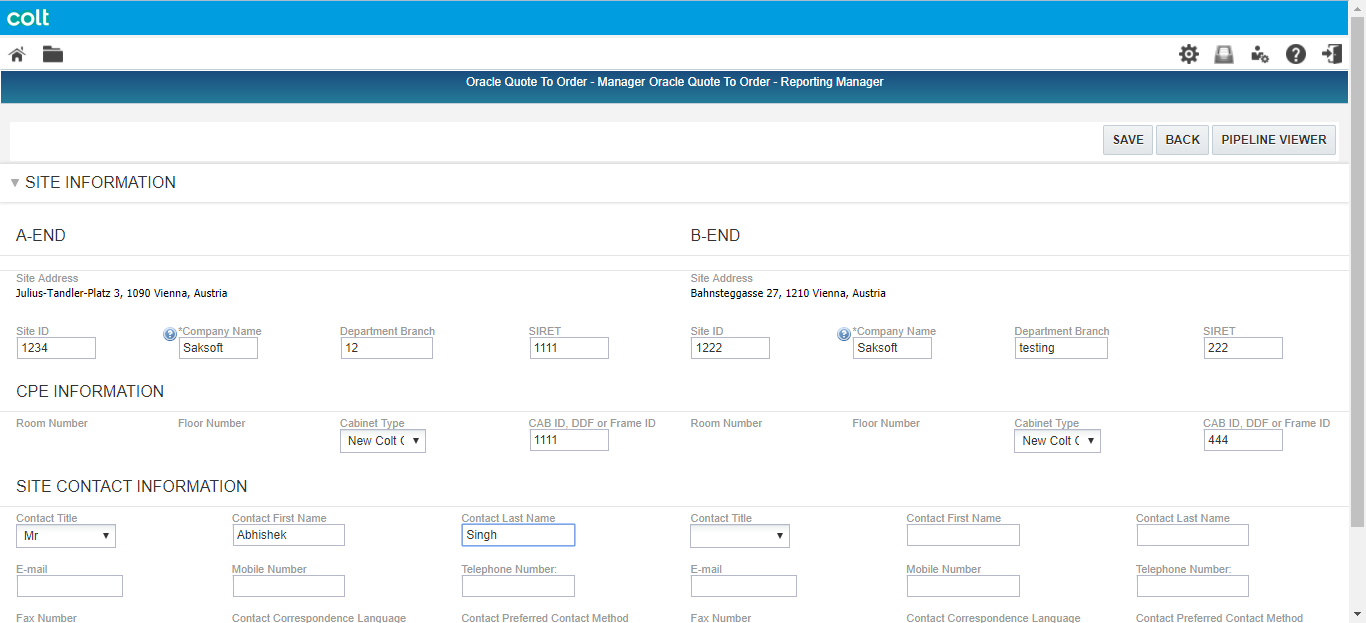 colt
Oracle Quote To Order - Manager Oracle Quote To Order - Reporting Manager
SAVE BACK PIPELINE VIEWER
SITE INFORMATION
A-END B-END
Site Address Site Address
Julius-Tandler-Platz 3, 1090 Vienna, Austria Bahnsteggasse 27, 1210 Vienna, Austria
Site ID *Company Name Department Branch SIRET Site ID *Company Name Department Branch SIRET
1234 Saksoft 12 1111 1222 Saksoft testing 222
CPE INFORMATION
Room Number Floor Number Cabinet Type CAB ID, DDF or Frame ID Room Number Floor Number Cabinet Type CAB ID, DDF or Frame ID
New Colt 1111 New Colt 444
SITE CONTACT INFORMATION
Contact Title Contact First Name Contact Last Name Contact Title Contact First Name Contact Last Name
Mr Abhishek Singh
E-mail Mobile Number Telephone Number: E-mail Mobile Number Telephone Number:
Fax Number Contact Correspondence Language Contact Preferred Contact Method Fax Number Contact Correspondence Language Contact Preferred Contact Method